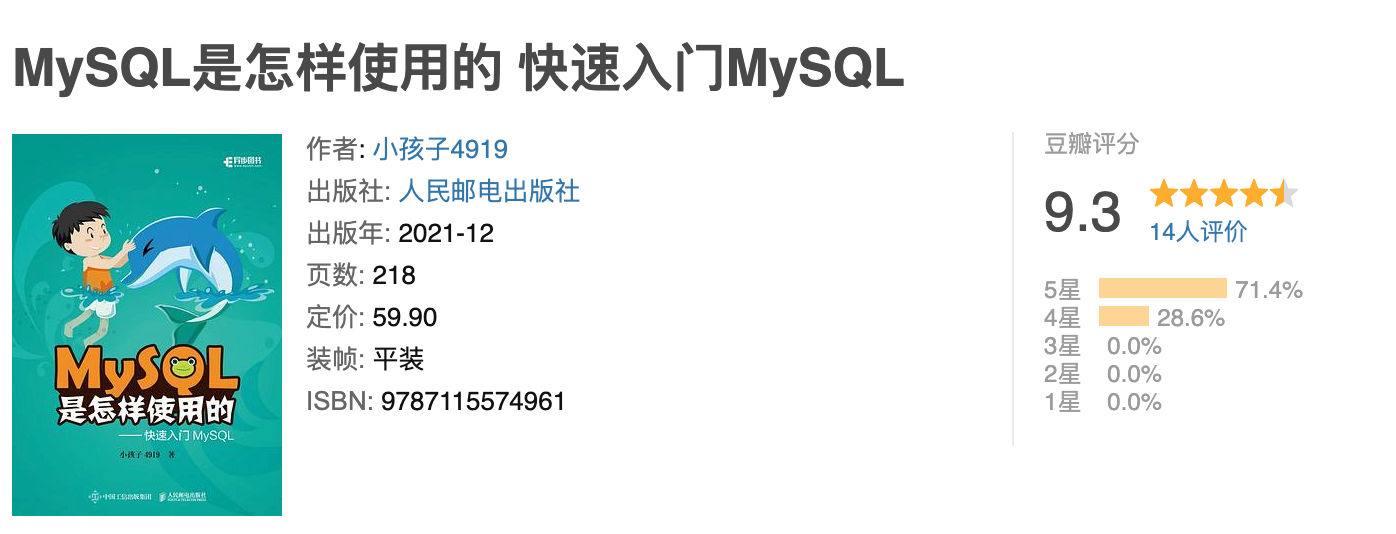 MySQL是怎样使用的 快速入门MySQL
异步图书
MySQL
是怎样使用的
——快速入门 MySQL
小孩子 4919 著
中国工信出版集团 人民邮电出版社
作者: 小孩子4919
出版社: 人民邮电出版社
出版年: 2021-12
页数: 218
定价: 59.90
装帧: 平装
ISBN: 9787115574961
豆瓣评分
9.3
14人评价
5星 71.4%
4星 28.6%
3星 0.0%
2星 0.0%
1星 0.0%